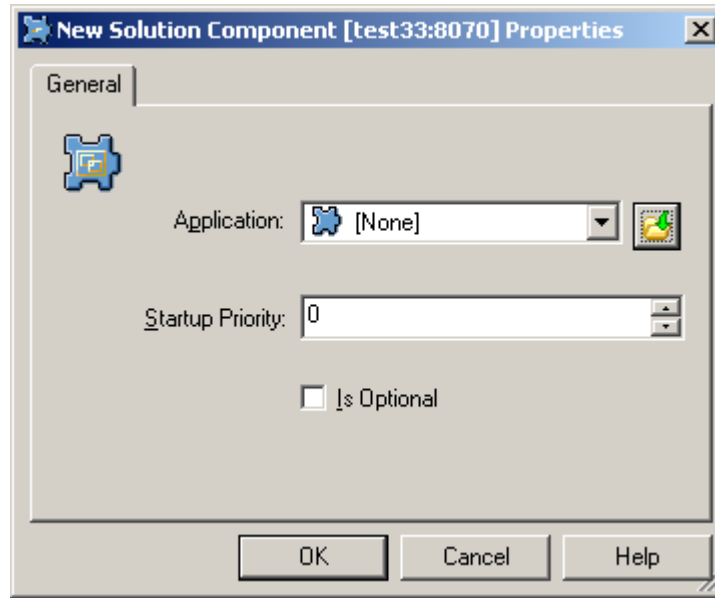 New Solution Component [test33:8070] Properties
General
Application: [None]
Startup Priority: 0
Is Optional
OK Cancel Help